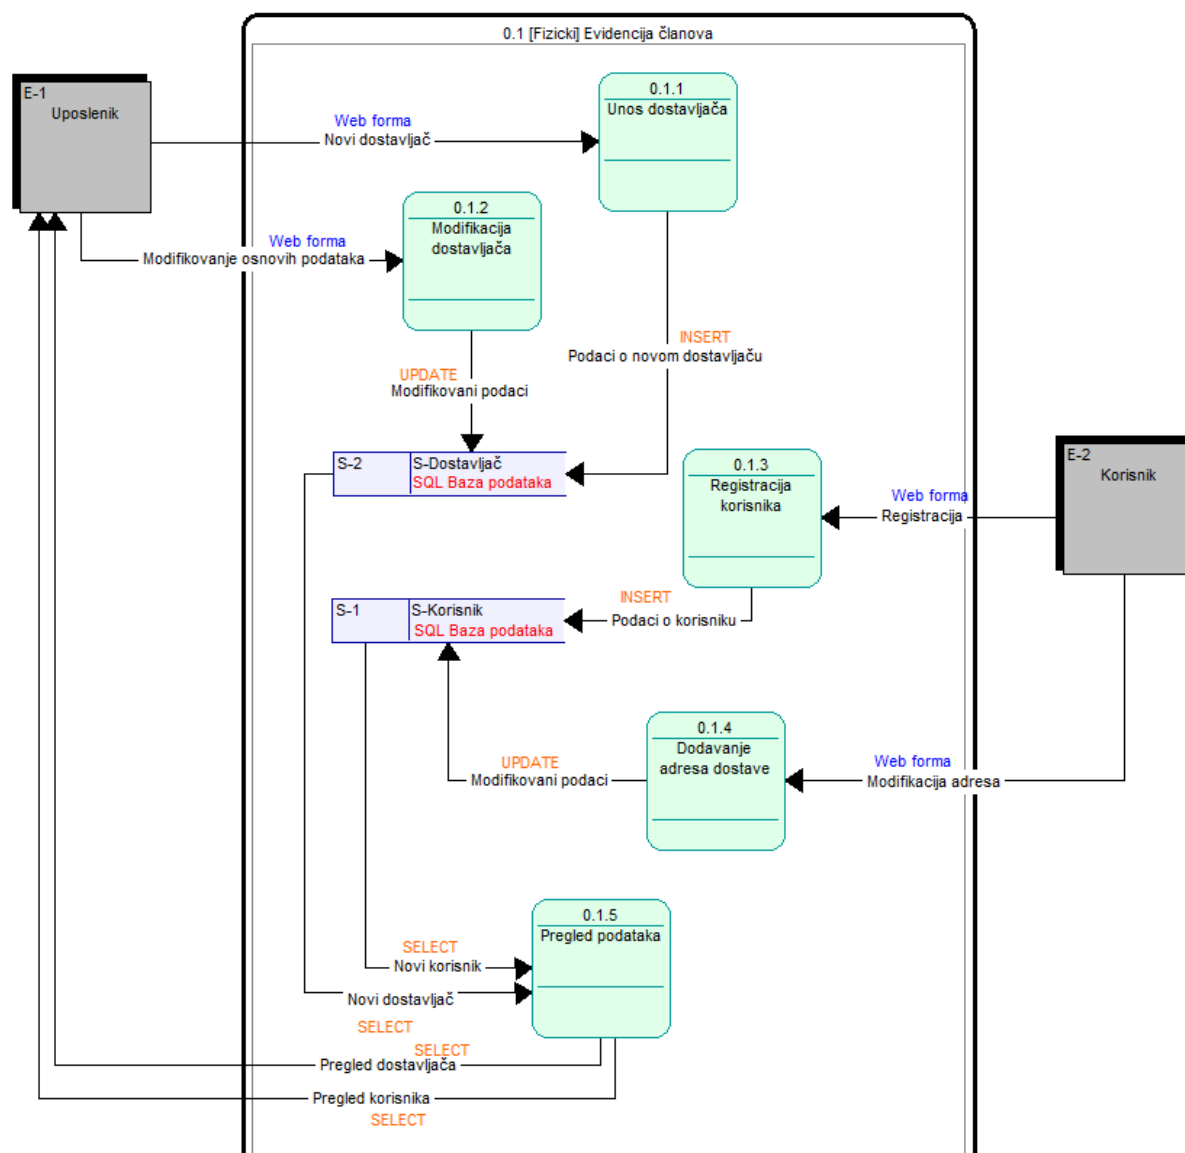 0.1 [Fizicki] Evidencija članova
E-1
Uposlenik
0.1.1
Unos dostavljača
Web forma
Novi dostavljač
0.1.2
Modifikacija
dostavljača
Web forma
Modifikovanje osnovih podataka
INSERT
Podaci o novom dostavljaču
UPDATE
Modifikovani podaci
S-2
S-Dostavljač
SQL Baza podataka
0.1.3
Registracija
korisnika
E-2
Korisnik
Web forma
Registracija
INSERT
Podaci o korisniku
S-1
S-Korisnik
SQL Baza podataka
0.1.4
Dodavanje
adresa dostave
UPDATE
Modifikovani podaci
Web forma
Modifikacija adresa
0.1.5
Pregled podataka
SELECT
Novi korisnik
Novi dostavljač
SELECT
SELECT
Pregled dostavljača
Pregled korisnika
SELECT